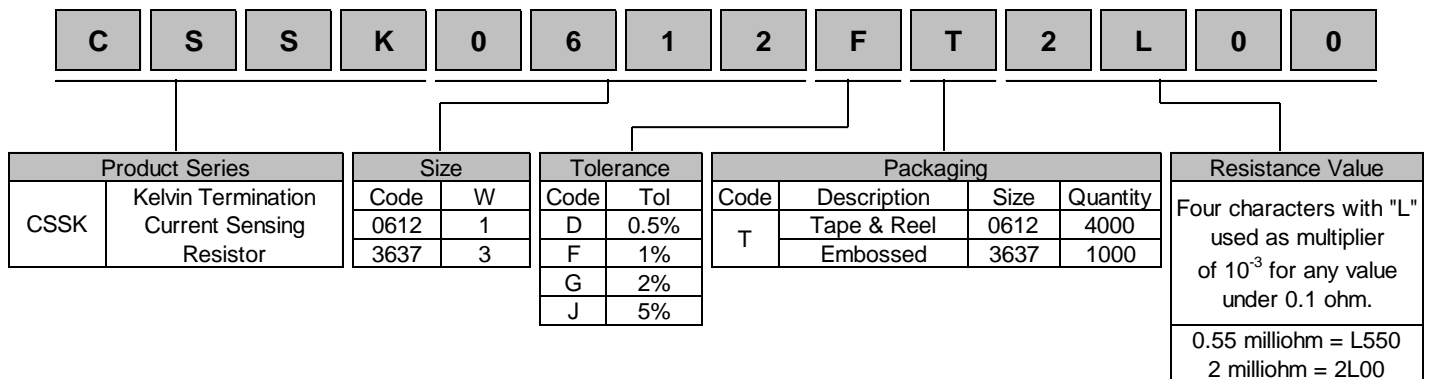 C S S K 0 6 1 2 F T 2 L 0 0
Product Series
CSSK
Kelvin Termination
Current Sensing
Resistor
Size
Code W
0612 1
3637 3
Tolerance
Code Tol
D 0.5%
F 1%
G 2%
J 5%
Packaging
Code Description Size Quantity
T
Tape & Reel 0612 4000
Embossed 3637 1000
Resistance Value
Four characters with "L"
used as multiplier
of 10⁻³ for any value
under 0.1 ohm.
0.55 milliohm = L550
2 milliohm = 2L00